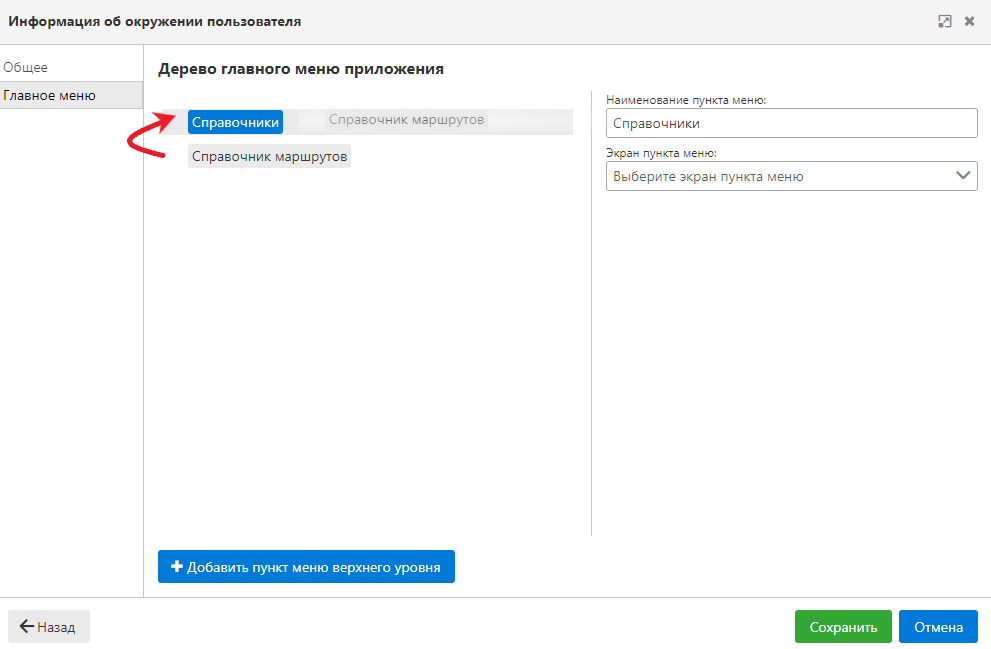 Информация об окружении пользователя
Общее
Главное меню
Дерево главного меню приложения
Справочники
Справочник маршрутов
Справочник маршрутов
Наименование пункта меню:
Справочники
Экран пункта меню:
Выберите экран пункта меню
Добавить пункт меню верхнего уровня
Назад
Сохранить
Отмена